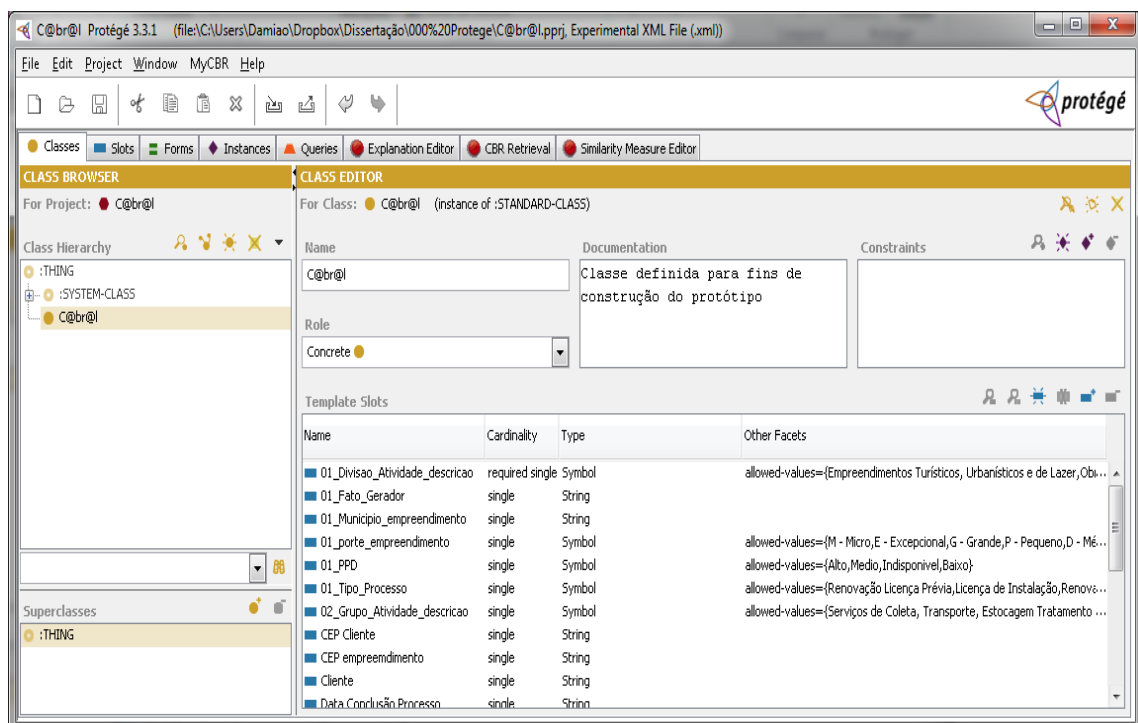 C@br@l Protégé 3.3.1 (file:\C:\Users\Damiao\Dropbox\Dissertação\000%20Protege\C@br@l.pprj, Experimental XML File (.xml))
File Edit Project Window MyCBR Help
protégé
Classes Slots Forms Instances Queries Explanation Editor CBR Retrieval Similarity Measure Editor
CLASS BROWSER
For Project: C@br@l
Class Hierarchy
:THING
:SYSTEM-CLASS
C@br@l
Superclasses
:THING
CLASS EDITOR
For Class: C@br@l (instance of :STANDARD-CLASS)
Name
C@br@l
Role
Concrete
Documentation
Classe definida para fins de
construção do protótipo
Constraints
Template Slots
Name Cardinality Type Other Facets
01_Divisao_Atividade_descricao required single Symbol allowed-values={Empreendimentos Turísticos, Urbanísticos e de Lazer,Obr...
01_Fato_Gerador single String
01_Municipio_empreendimento single String
01_porte_empreendimento single Symbol allowed-values={M - Micro,E - Excepcional,G - Grande,P - Pequeno,D - Mé...
01_PPD single Symbol allowed-values={Alto,Medio,Indisponivel,Baixo}
01_Tipo_Processo single Symbol allowed-values={Renovação Licença Prévia,Licença de Instalação,Renova...
02_Grupo_Atividade_descricao single Symbol allowed-values={Serviços de Coleta, Transporte, Estocagem Tratamento ...
CEP Cliente single String
CEP empreemdimento single String
Cliente single String
Data Conclusão Processo single String